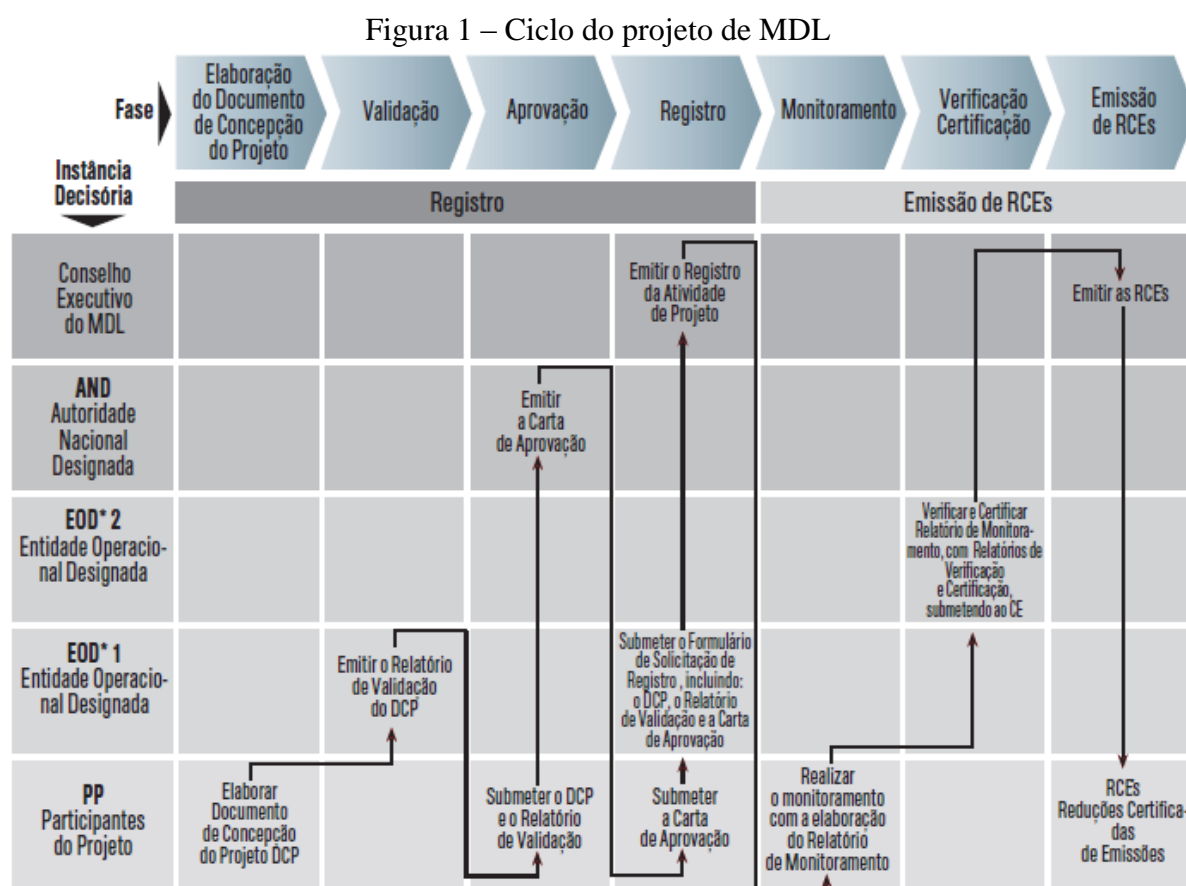 Figura 1 – Ciclo do projeto de MDL
Fase
Elaboração
do Documento
de Concepção
do Projeto
Validação
Aprovação
Registro
Monitoramento
Verificação
Certificação
Emissão
de RCEs
Instância
Decisória
Registro
Emissão de RCE's
Conselho
Executivo
do MDL
Emitir o Registro
da Atividade
de Projeto
Emitir as RCEs
AND
Autoridade
Nacional
Designada
Emitir
a Carta
de Aprovação
EOD* 2
Entidade Operacio-
nal Designada
Verificar e Certificar
Relatório de Monitora-
mento, com Relatórios de
Verificação
e Certificação,
submetendo ao CE
EOD* 1
Entidade Operacio-
nal Designada
Emitir o Relatório
de Validação
do DCP
Submeter o Formulário
de Solicitação de
Registro , incluindo:
o DCP, o Relatório
de Validação e a Carta
de Aprovação
PP
Participantes
do Projeto
Elaborar
Documento
de Concepção
do Projeto DCP
Submeter o DCP
e o Relatório
de Validação
Submeter
a Carta
de Aprovação
Realizar
o monitoramento
com a elaboração
do Relatório
de Monitoramento
RCEs
Reduções Certifica-
das
de Emissões